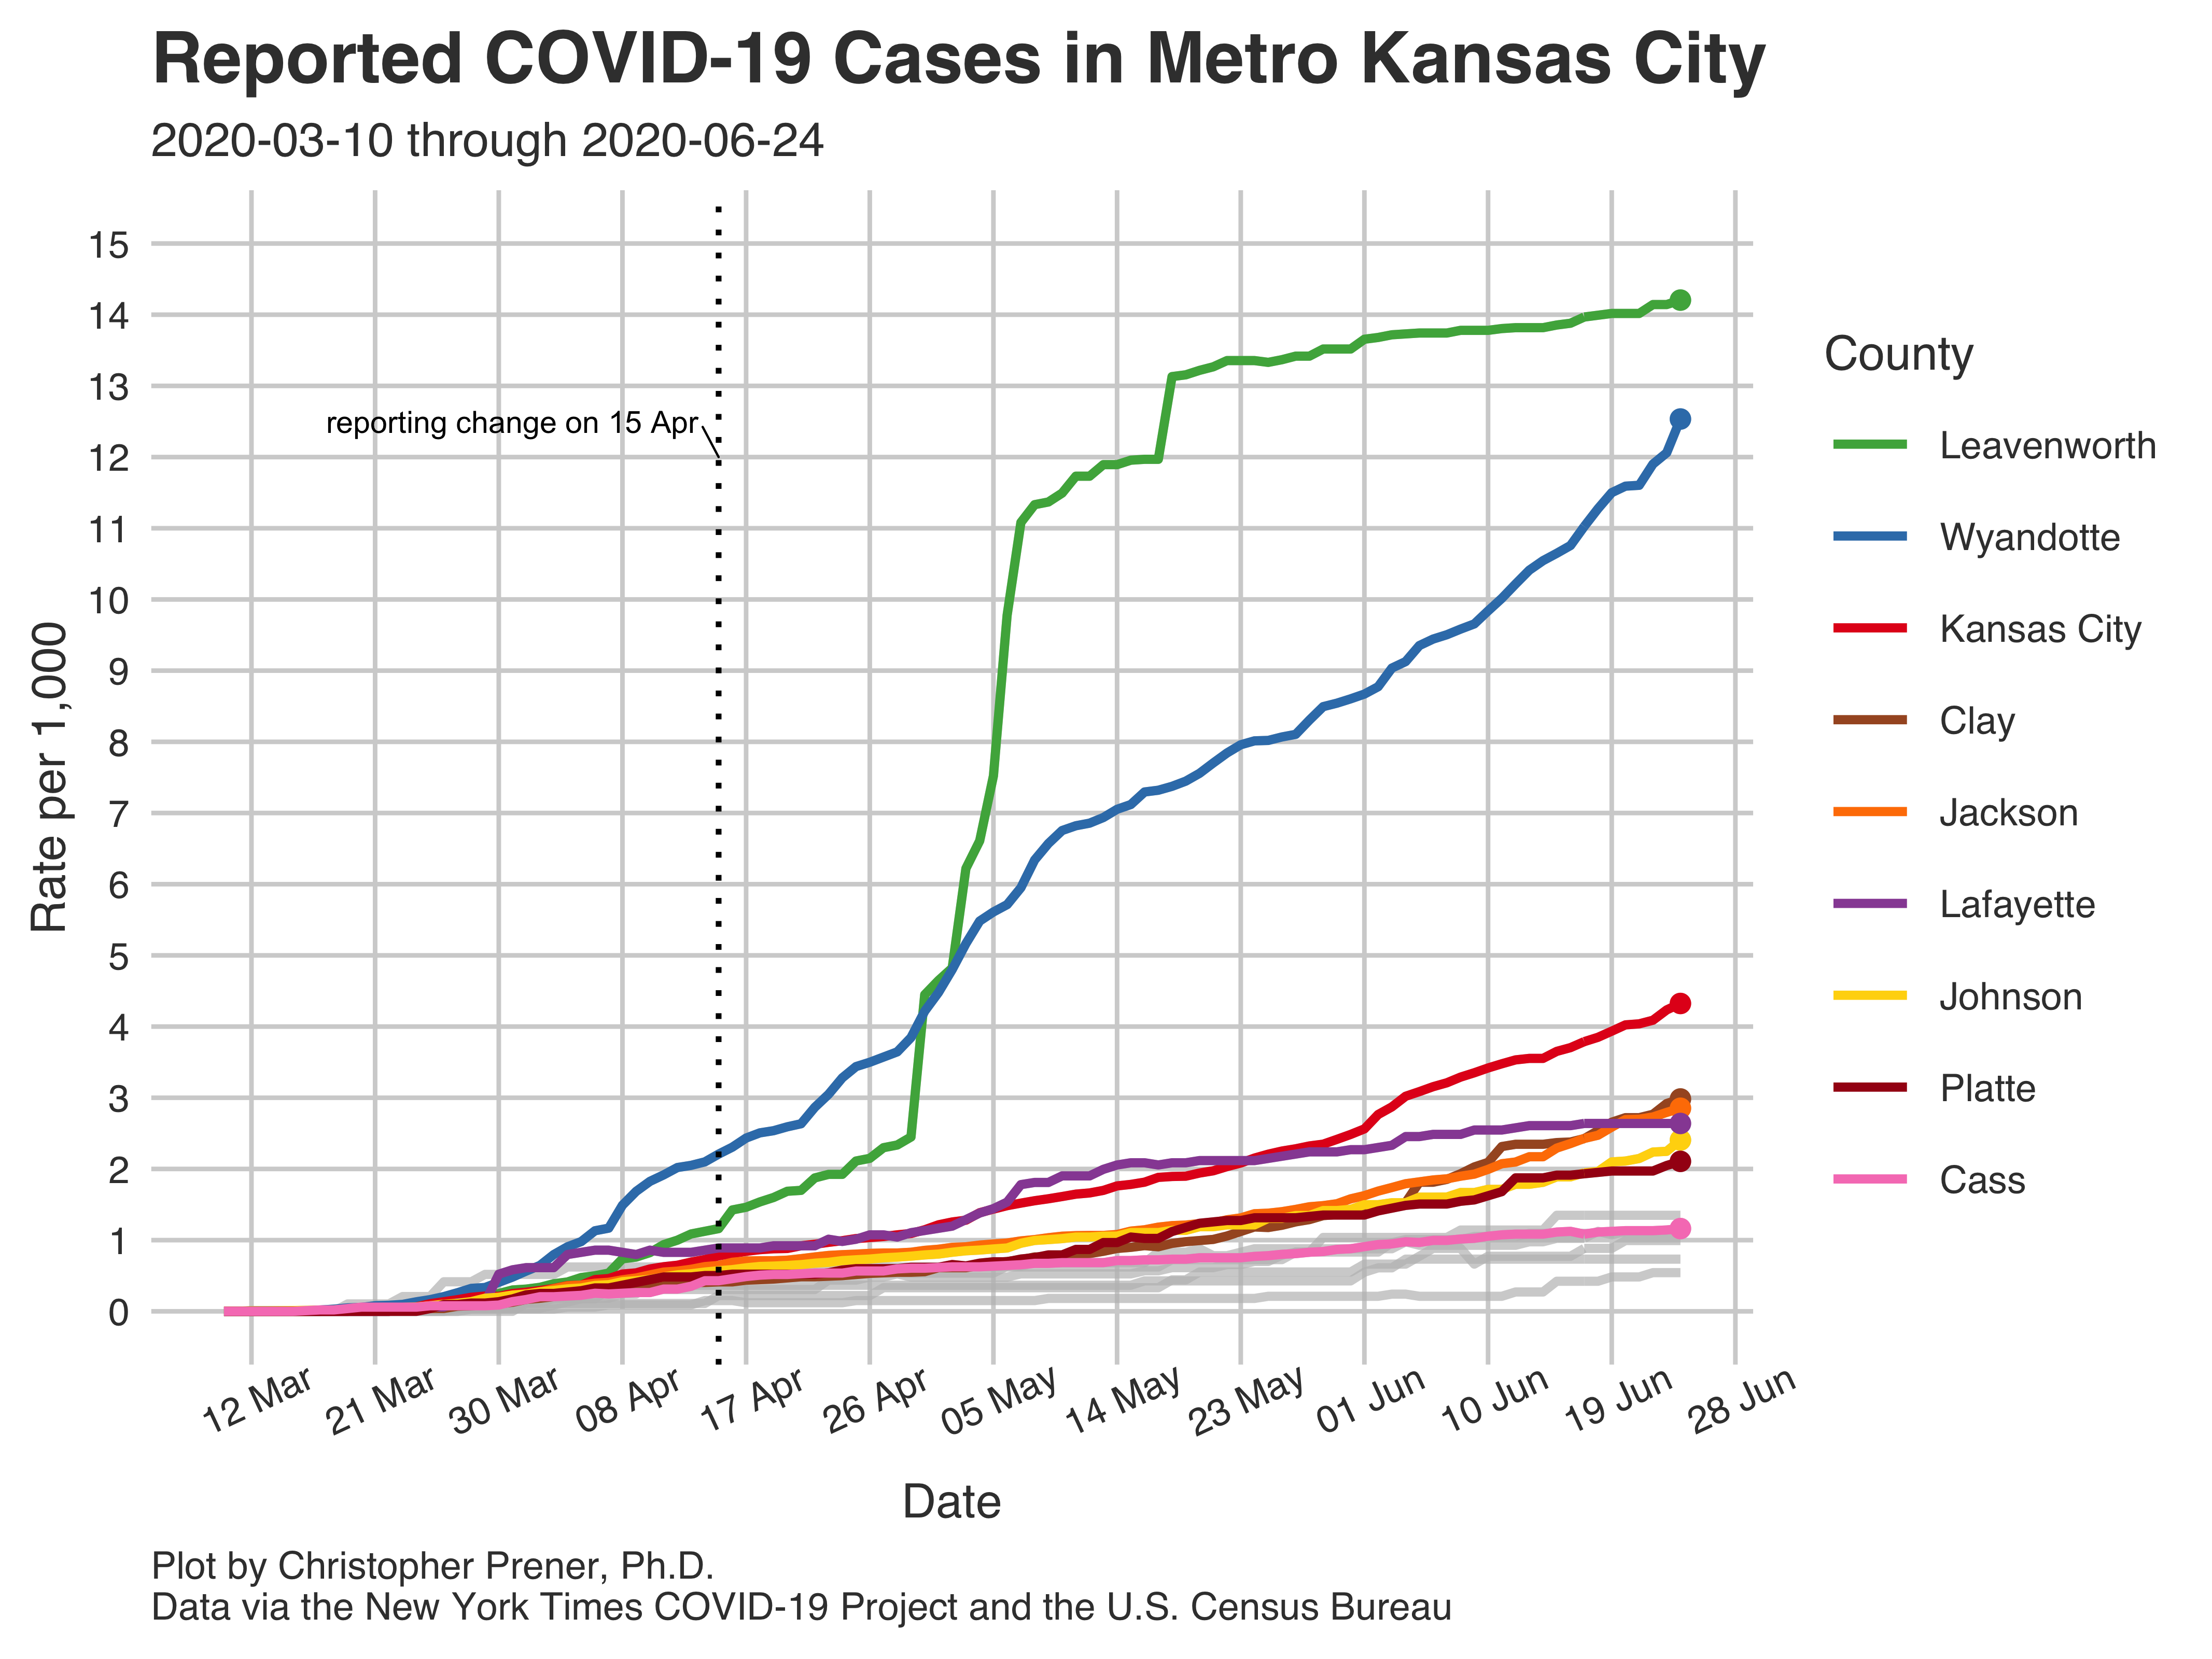 Reported COVID-19 Cases in Metro Kansas City
2020-03-10 through 2020-06-24
15
14
13
12
11
10
9
8
7
6
5
4
3
2
1
0
Rate per 1,000
reporting change on 15 Apr
12 Mar
21 Mar
30 Mar
08 Apr
17 Apr
26 Apr
05 May
14 May
23 May
01 Jun
10 Jun
19 Jun
28 Jun
Date
County
Leavenworth
Wyandotte
Kansas City
Clay
Jackson
Lafayette
Johnson
Platte
Cass
Plot by Christopher Prener, Ph.D.
Data via the New York Times COVID-19 Project and the U.S. Census Bureau